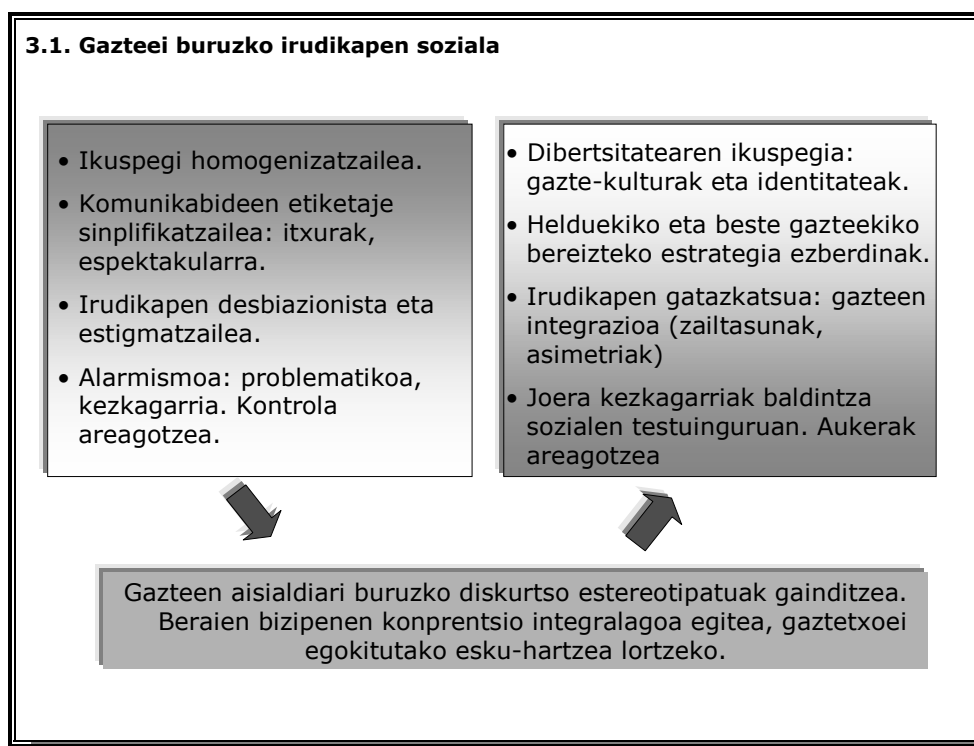 3.1. Gazteei buruzko irudikapen soziala
• Ikuspegi homogenizatzailea.
• Komunikabideen etiketaje
sinplifikatzailea: itxurak,
espektakularra.
• Irudikapen desbiazionista eta
estigmatzailea.
• Alarmismoa: problematikoa,
kezkagarria. Kontrola
areagotzea.
• Dibertsitatearen ikuspegia:
gazte-kulturak eta identitateak.
• Helduekiko eta beste gazteekiko
bereizteko estrategia ezberdinak.
• Irudikapen gatazkatsua: gazteen
integrazioa (zailtasunak,
asimetriak)
• Joera kezkagarriak baldintza
sozialen testuinguruan. Aukerak
areagotzea
Gazteen aisialdiari buruzko diskurtso estereotipatuak gainditzea.
Beraien bizipenen konprentsio integralagoa egitea, gaztetxoei
egokitutako esku-hartzea lortzeko.